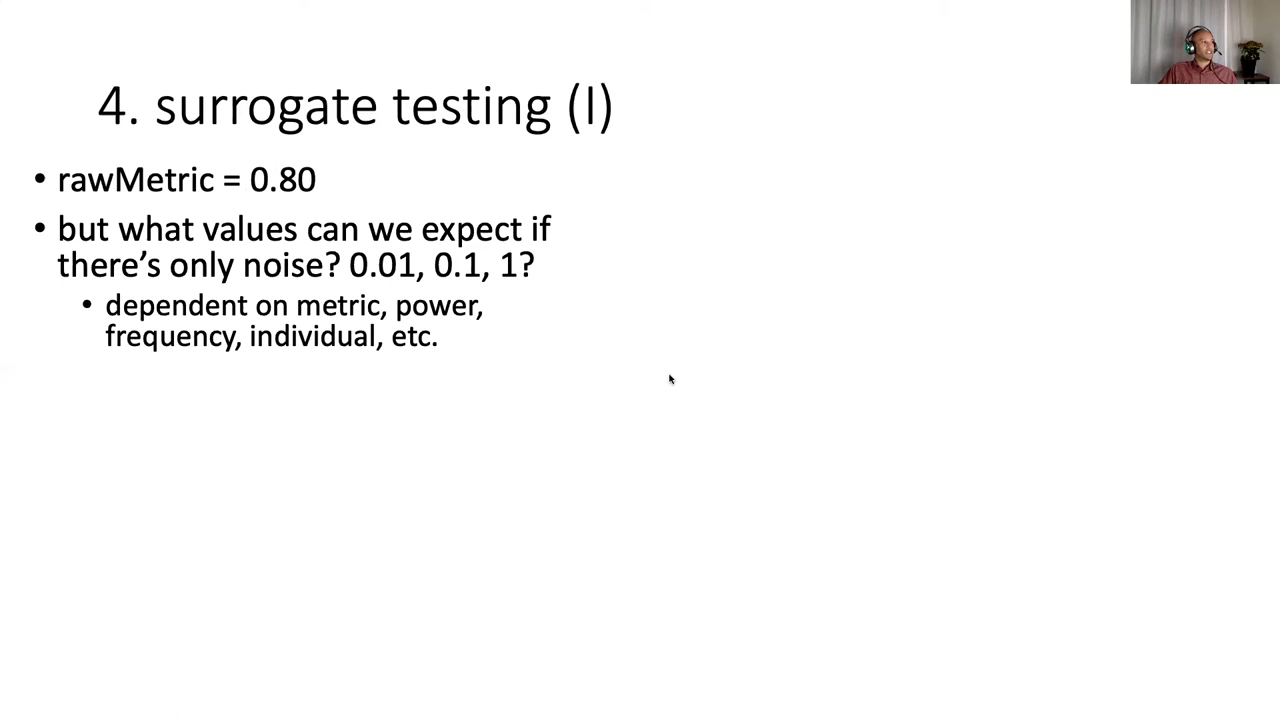 4. surrogate testing (I)
• rawMetric = 0.80
• but what values can we expect if
there’s only noise? 0.01, 0.1, 1?
• dependent on metric, power,
frequency, individual, etc.